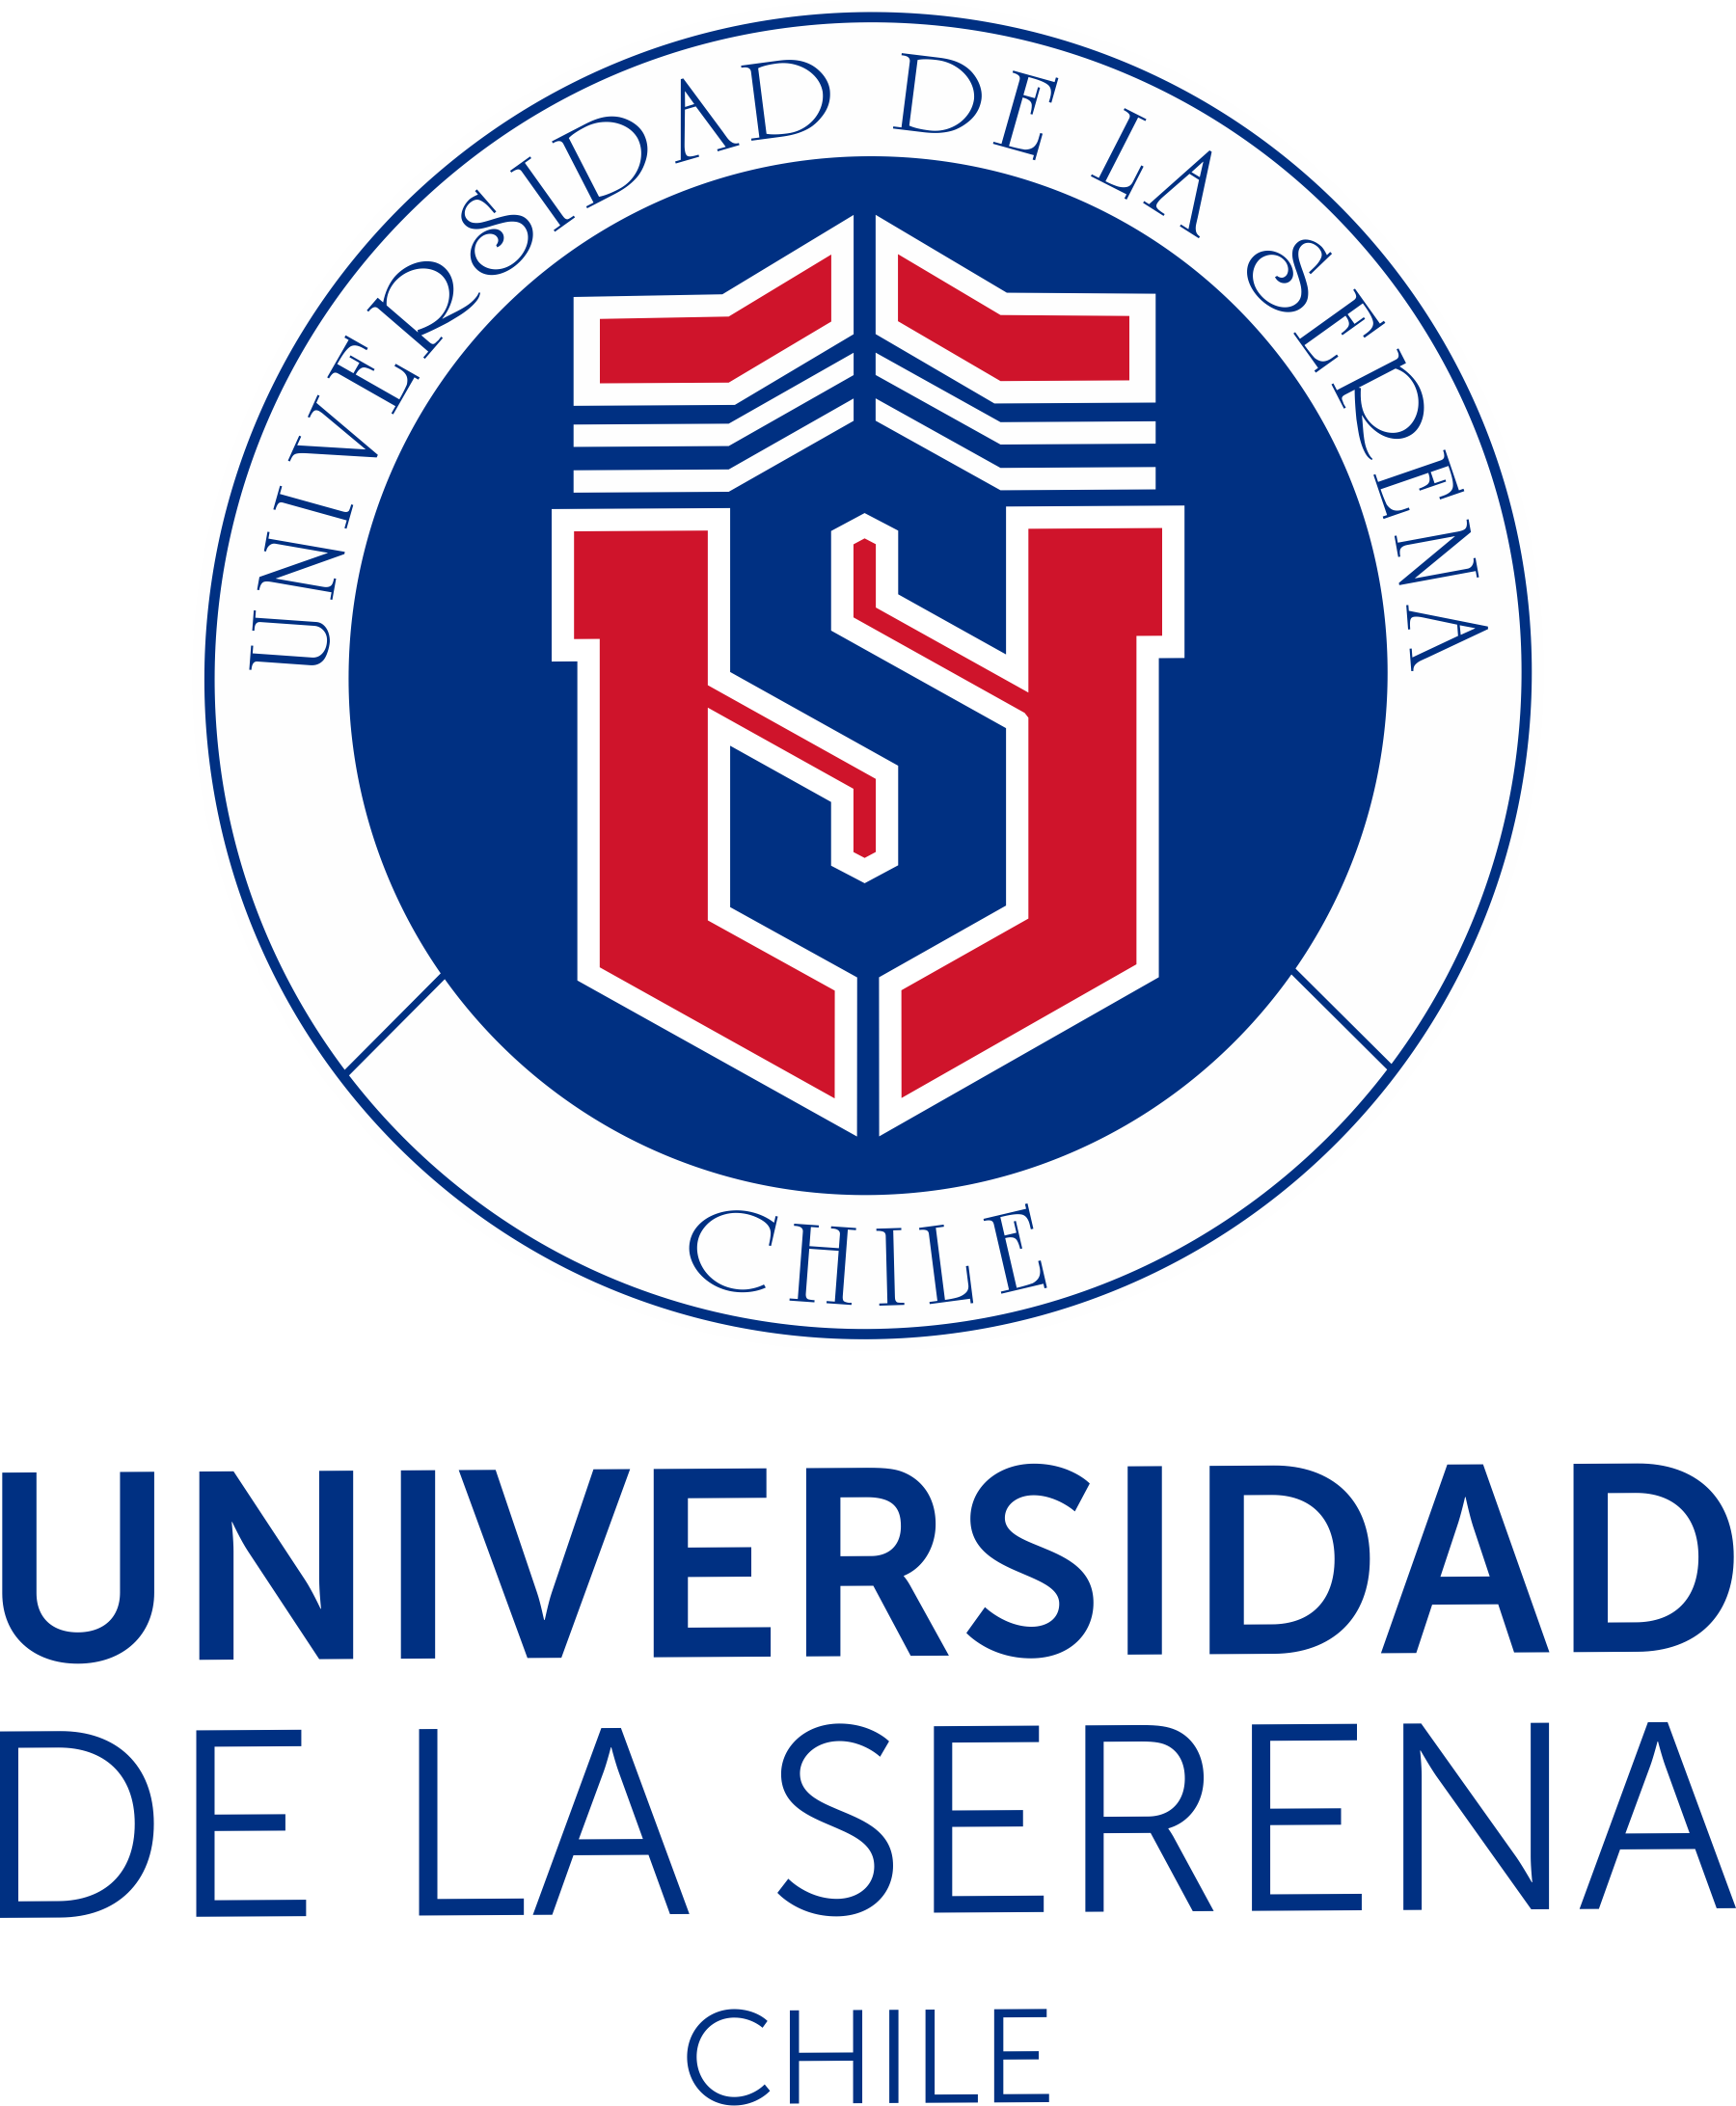 UNIVERSIDAD DE LA SERENA
CHILE
UNIVERSIDAD
DE LA SERENA
CHILE